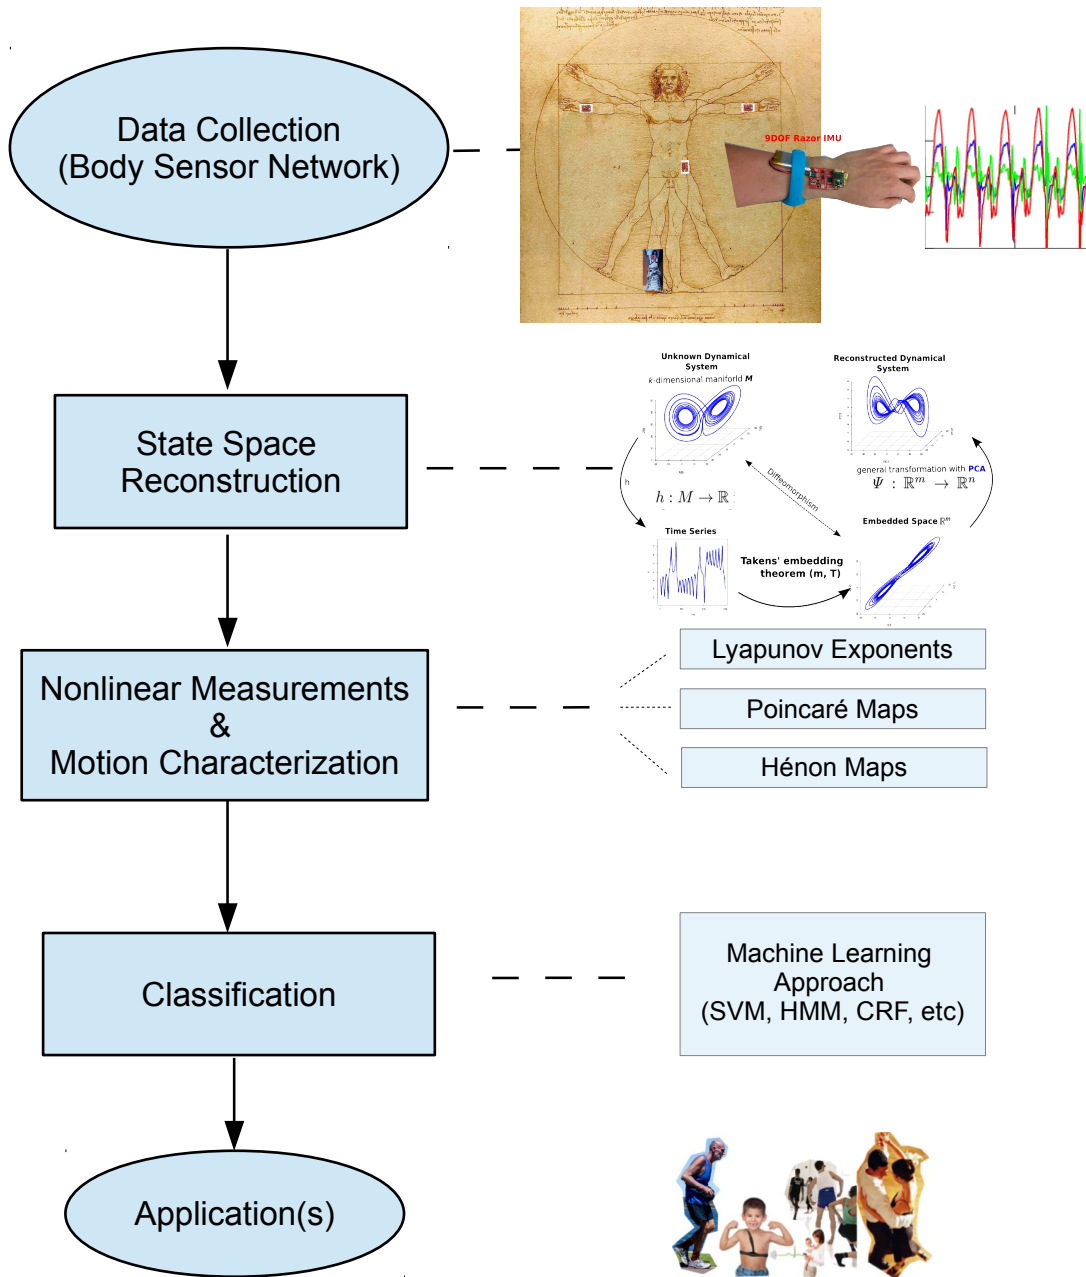 Data Collection
(Body Sensor Network)
9DOF Razor IMU
State Space
Reconstruction
Unknown Dynamical
System
k-dimensional maniforld M
Reconstructed Dynamical
System
h
h : M → ℝ
Diffeomorphism
general transformation with PCA
Ψ : ℝᵐ → ℝⁿ
Time Series
Takens' embedding
theorem (m, T)
Embedded Space ℝᵐ
Nonlinear Measurements
&
Motion Characterization
Lyapunov Exponents
Poincaré Maps
Hénon Maps
Classification
Machine Learning
Approach
(SVM, HMM, CRF, etc)
Application(s)